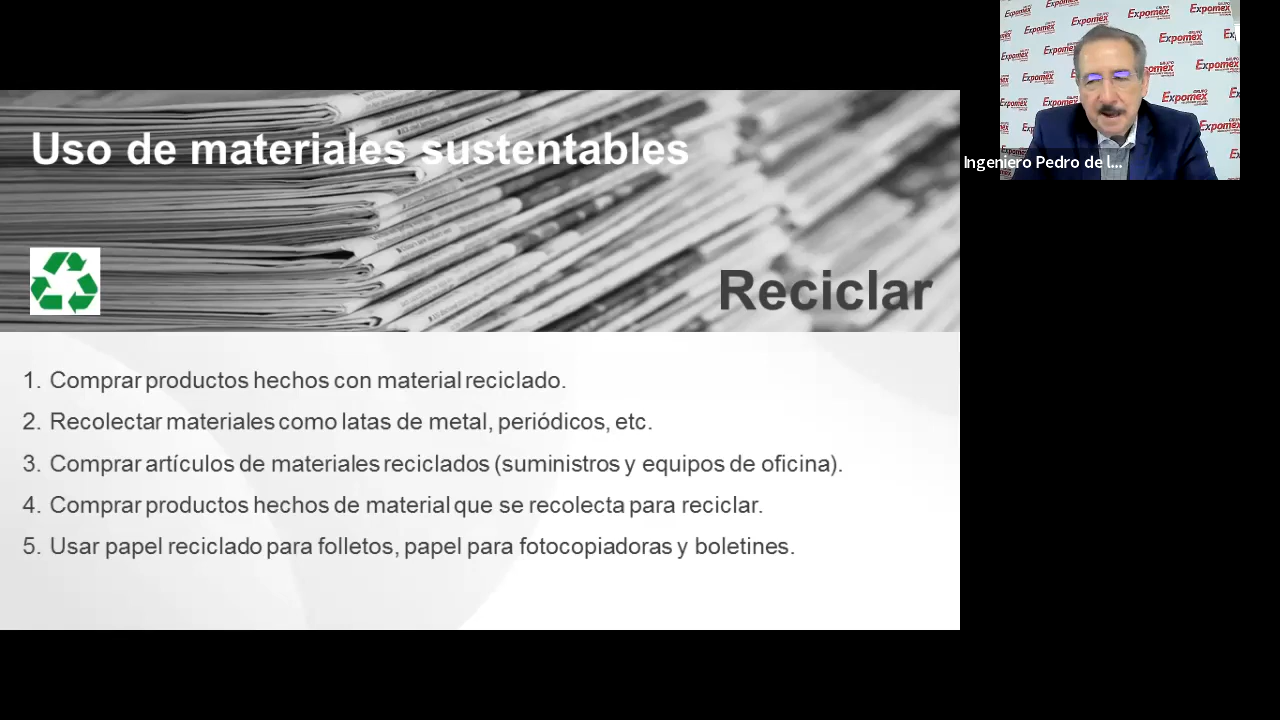 Uso de materiales sustentables
Reciclar
1. Comprar productos hechos con material reciclado.
2. Recolectar materiales como latas de metal, periódicos, etc.
3. Comprar artículos de materiales reciclados (suministros y equipos de oficina).
4. Comprar productos hechos de material que se recolecta para reciclar.
5. Usar papel reciclado para folletos, papel para fotocopiadoras y boletines.
GRUPO
Expomex
Ingeniero Pedro de l...